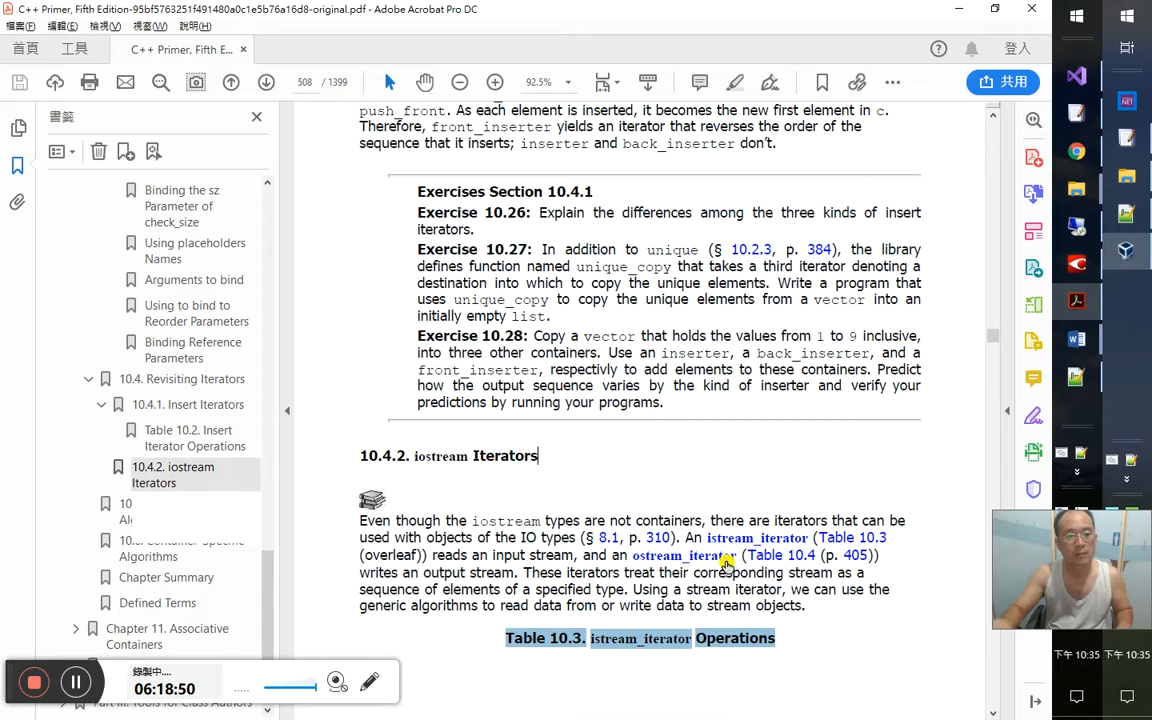 C++ Primer, Fifth Edition-95bf5763731249480a0c1e5b76a16d8-original.pdf - Adobe Acrobat Pro DC
檔案(F) 編輯(E) 檢視(V) 視窗(W) 說明(H)
首頁 工具 C++ Primer, Fifth E... × 登入
508 / 1399 92.5% 共用
書籤
Binding the sz
Parameter of
check_size
Using placeholders
Names
Arguments to bind
Using to bind to
Reorder Parameters
Binding Reference
Parameters
10.4. Revisiting Iterators
10.4.1. Insert Iterators
Table 10.2. Insert
Iterator Operations
10.4.2. iostream
Iterators
10
Al
Algorithms
Chapter Summary
Defined Terms
Chapter 11. Associative
Containers
Part III: Tools for Class Authors
push_front. As each element is inserted, it becomes the new first element in c.
Therefore, front_inserter yields an iterator that reverses the order of the
sequence that it inserts; inserter and back_inserter don't.
Exercises Section 10.4.1
Exercise 10.26: Explain the differences among the three kinds of insert
iterators.
Exercise 10.27: In addition to unique (§ 10.2.3, p. 384), the library
defines function named unique_copy that takes a third iterator denoting a
destination into which to copy the unique elements. Write a program that
uses unique_copy to copy the unique elements from a vector into an
initially empty list.
Exercise 10.28: Copy a vector that holds the values from 1 to 9 inclusive,
into three other containers. Use an inserter, a back_inserter, and a
front_inserter, respectivly to add elements to these containers. Predict
how the output sequence varies by the kind of inserter and verify your
predictions by running your programs.
10.4.2. iostream Iterators
Even though the iostream types are not containers, there are iterators that can be
used with objects of the IO types (§ 8.1, p. 310). An istream_iterator (Table 10.3
(overleaf)) reads an input stream, and an ostream_iterator (Table 10.4 (p. 405))
writes an output stream. These iterators treat their corresponding stream as a
sequence of elements of a specified type. Using a stream iterator, we can use the
generic algorithms to read data from or write data to stream objects.
Table 10.3. istream_iterator Operations
錄製中....
06:18:50
下午 10:35 下午 10:35